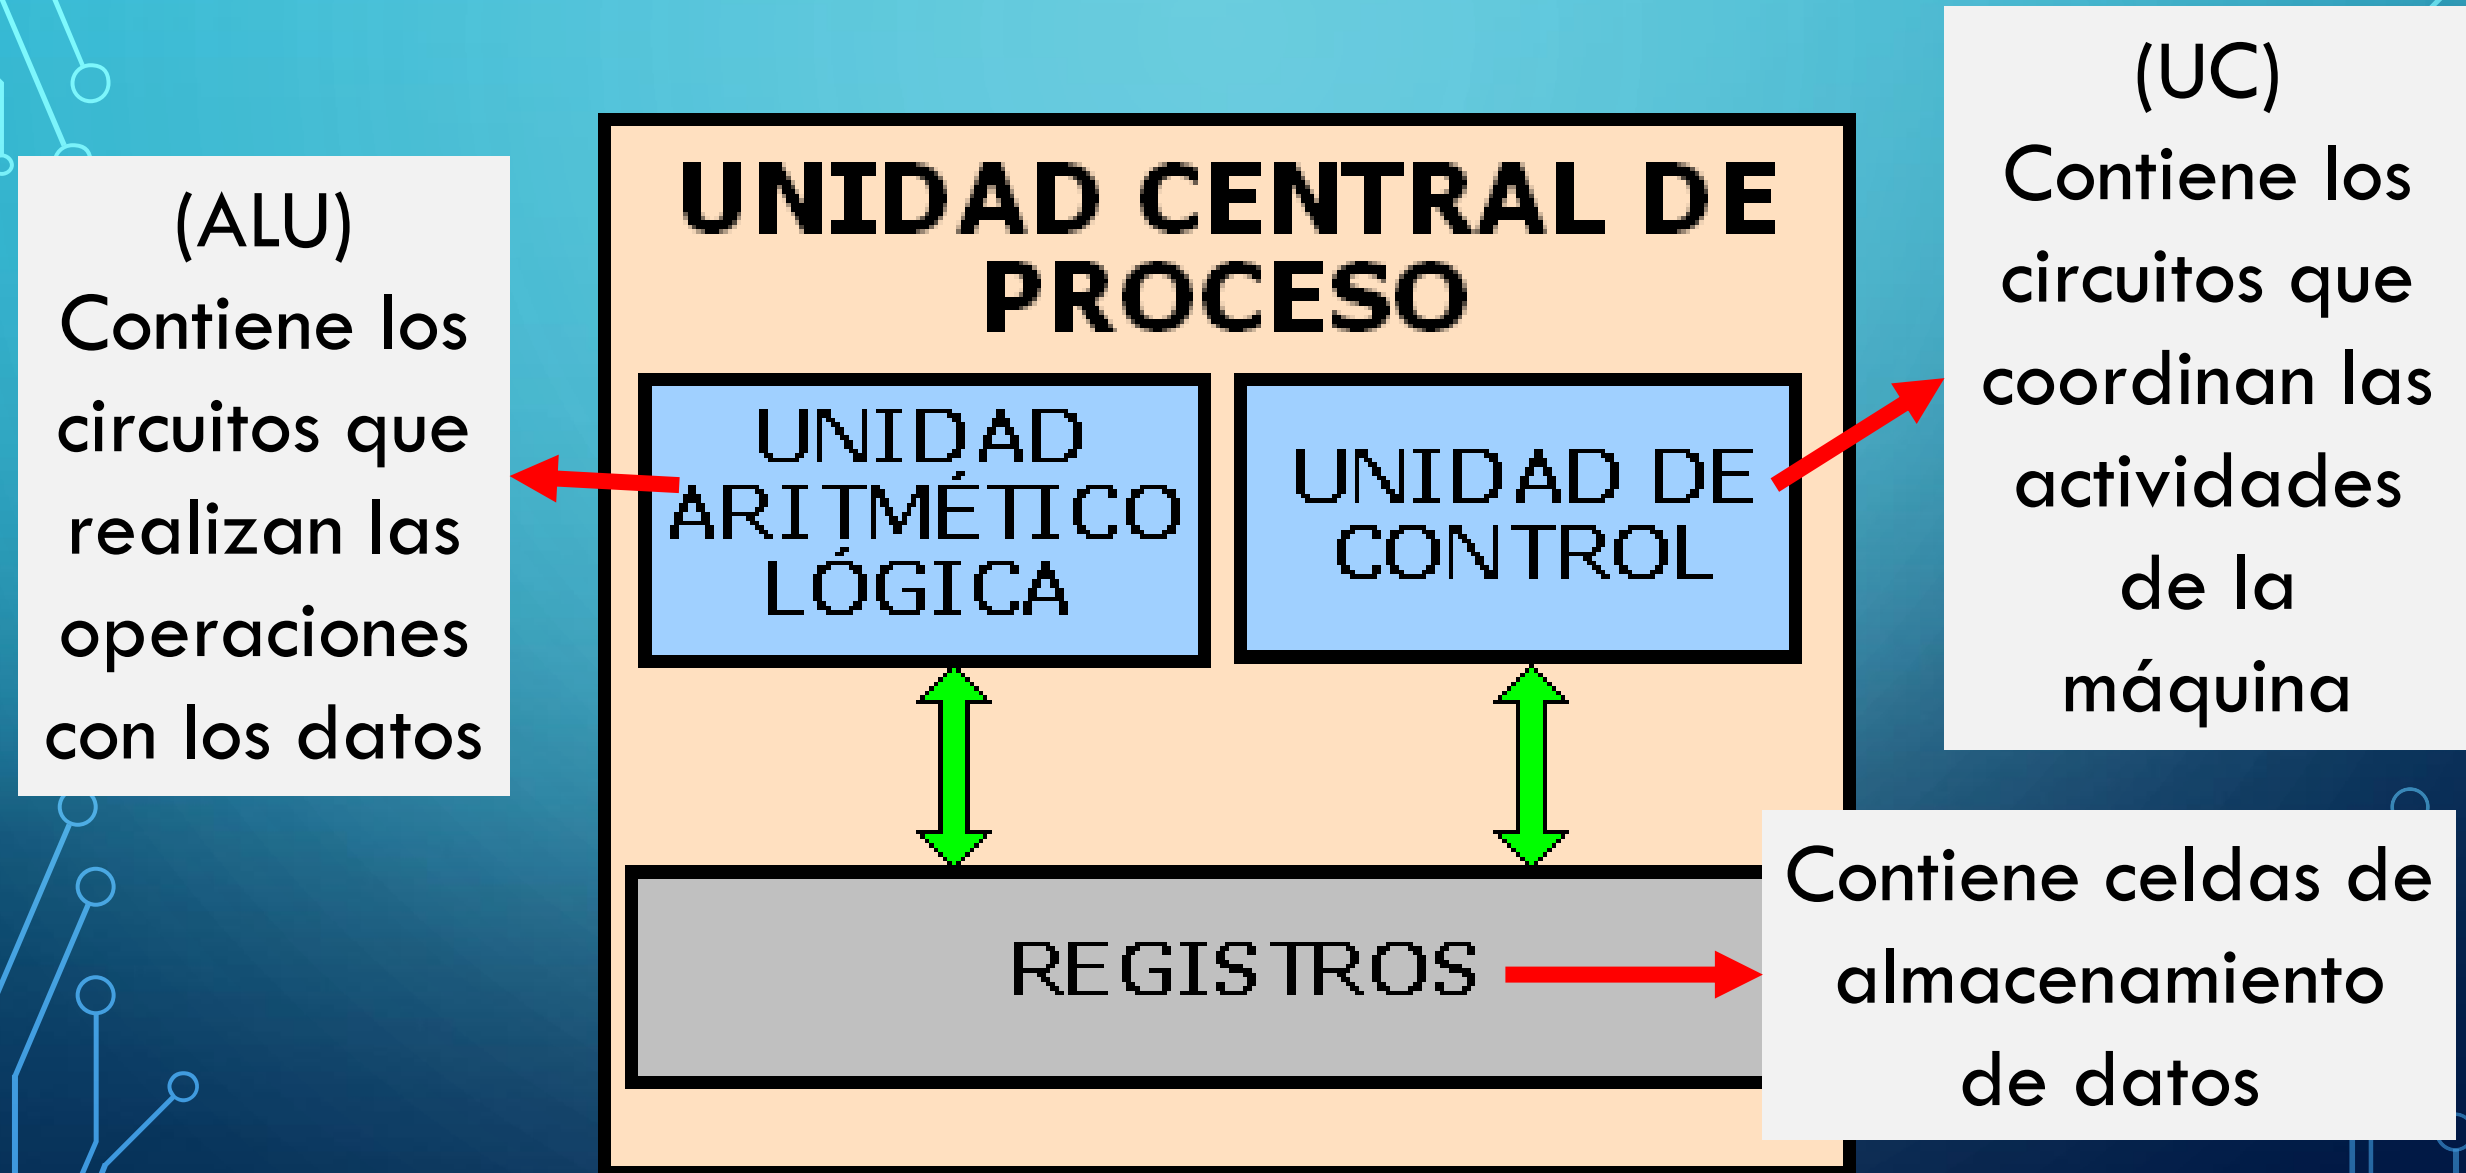 (ALU)
Contiene los
circuitos que
realizan las
operaciones
con los datos
UNIDAD CENTRAL DE
PROCESO
UNIDAD
ARITMÉTICO
LÓGICA
UNIDAD DE
CONTROL
REGISTROS
(UC)
Contiene los
circuitos que
coordinan las
actividades
de la
máquina
Contiene celdas de
almacenamiento
de datos